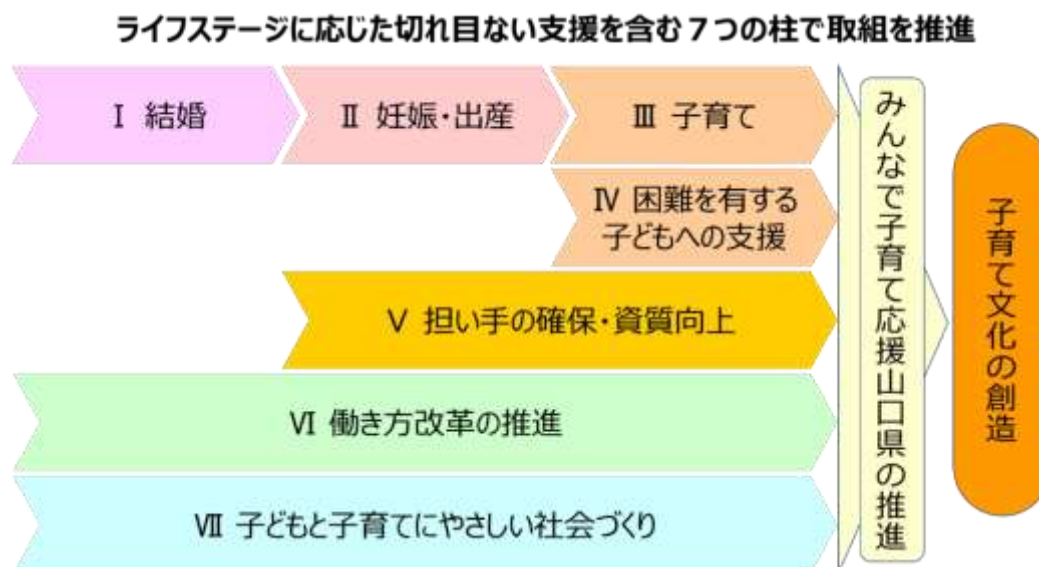 ライフステージに応じた切れ目ない支援を含む７つの柱で取組を推進
Ⅰ 結婚
Ⅱ 妊娠・出産
Ⅲ 子育て
Ⅳ 困難を有する
子どもへの支援
Ⅴ 担い手の確保・資質向上
Ⅵ 働き方改革の推進
Ⅶ 子どもと子育てにやさしい社会づくり
みんなで子育て応援山口県の推進
子育て文化の創造